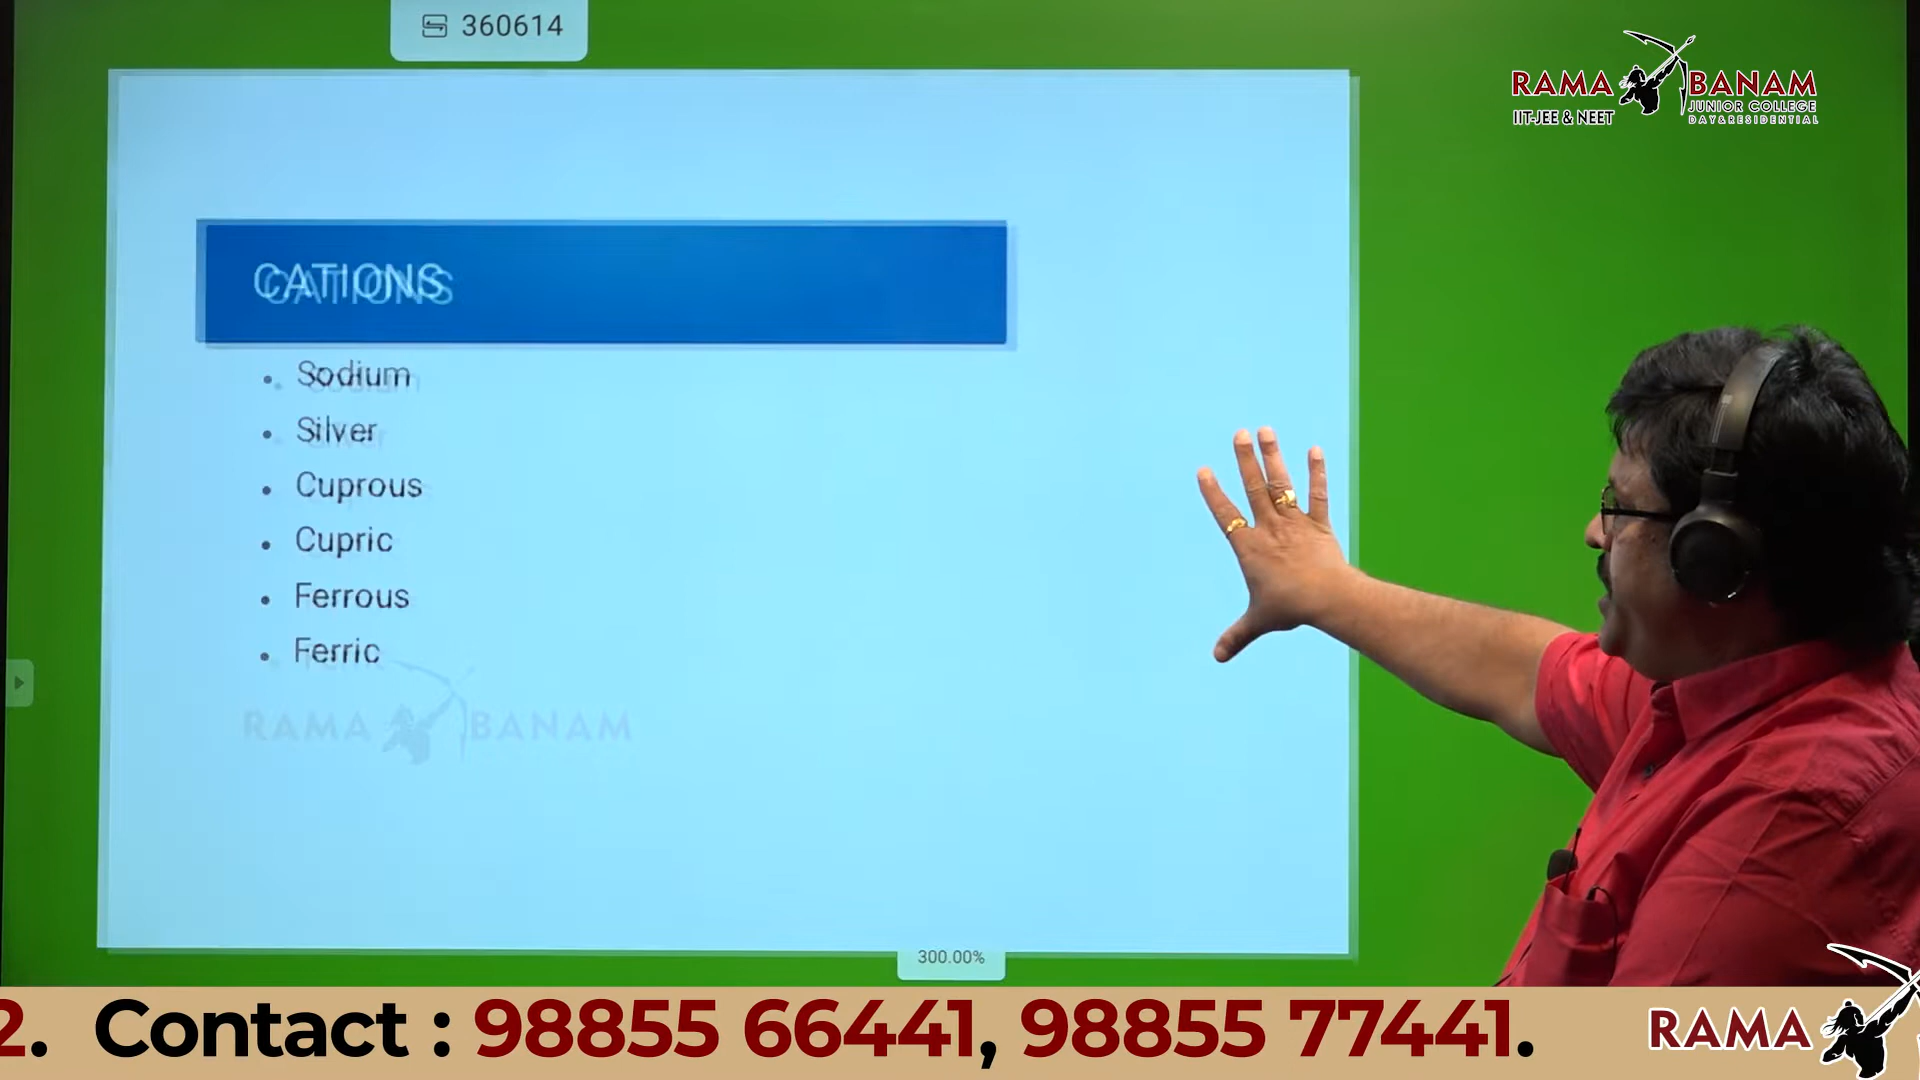 360614
RAMA BANAM
JUNIOR COLLEGE
IIT-JEE & NEET
DAY & RESIDENTIAL
CATIONS
• Sodium
• Silver
• Cuprous
• Cupric
• Ferrous
• Ferric
RAMA BANAM
300.00%
2. Contact : 98855 66441, 98855 77441.
RAMA